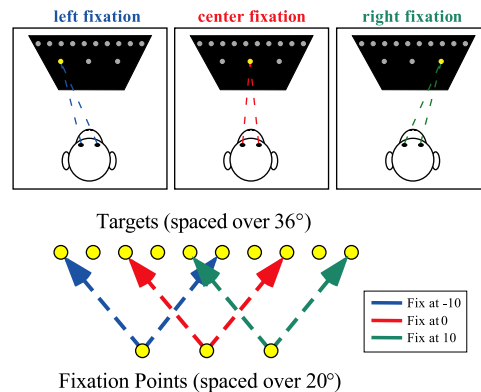 left fixation
center fixation
right fixation
Targets (spaced over 36°)
Fix at -10
Fix at 0
Fix at 10
Fixation Points (spaced over 20°)